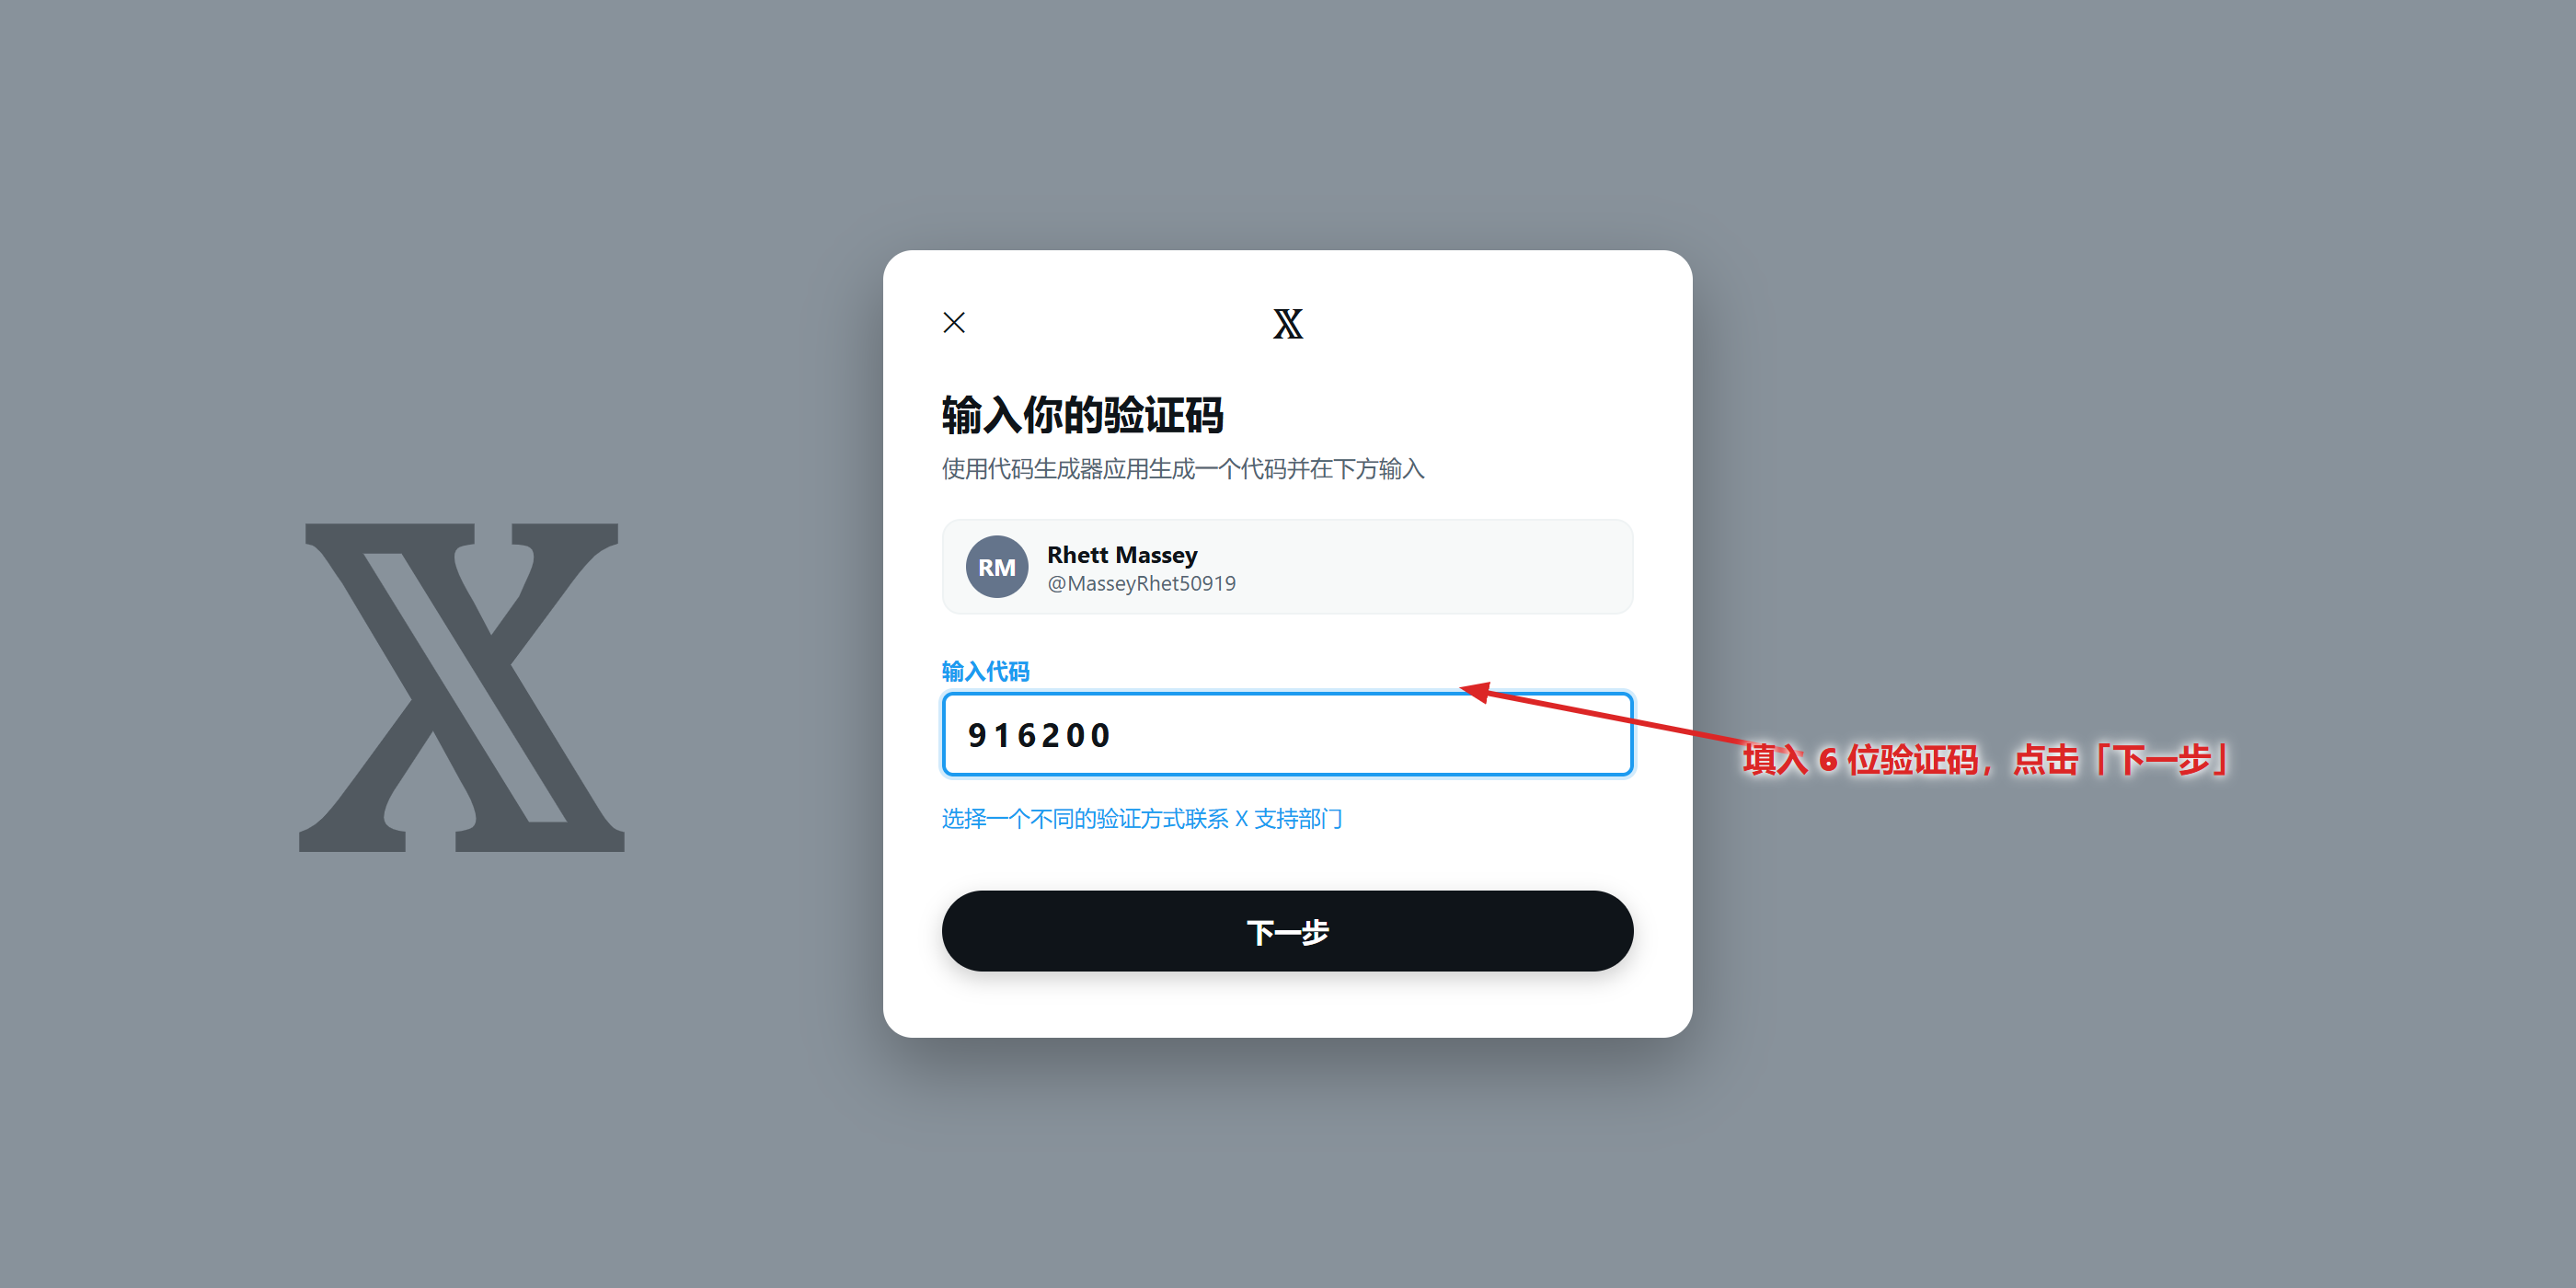 输入你的验证码
使用代码生成器应用生成一个代码并在下方输入
RM
Rhett Massey
@MasseyRhet50919
输入代码
916200
填入 6 位验证码，点击「下一步」
选择一个不同的验证方式联系 X 支持部门
下一步